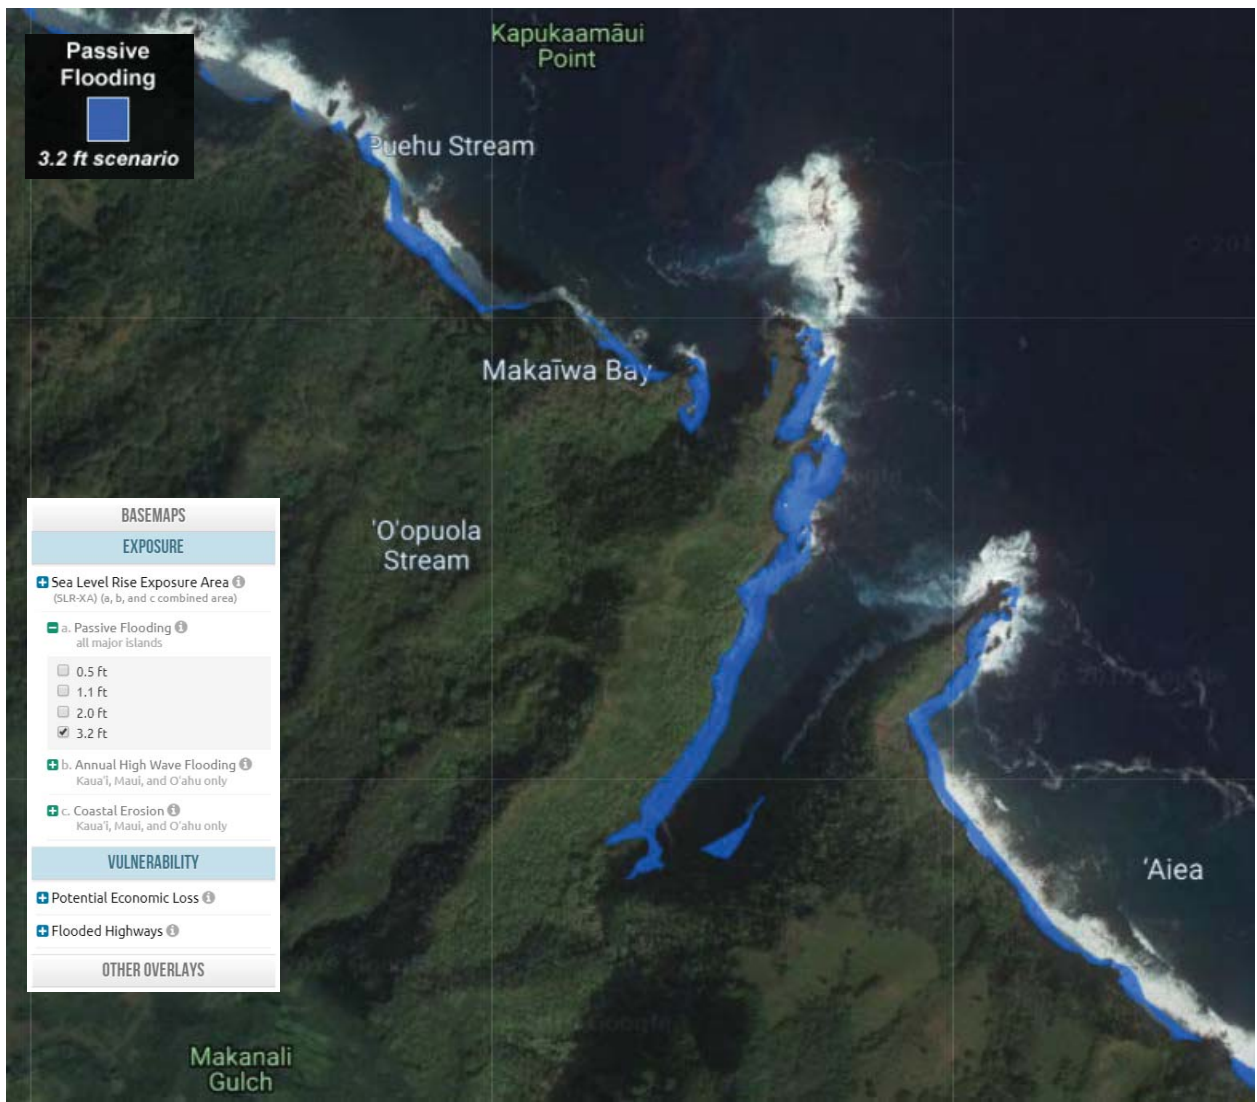 Passive
Flooding
3.2 ft scenario
Kapukaamāui
Point
Puehu Stream
Makaīwa Bay
'O'opuola
Stream
BASEMAPS
EXPOSURE
Sea Level Rise Exposure Area
(SLR-XA) (a, b, and c combined area)
a. Passive Flooding
all major islands
0.5 ft
1.1 ft
2.0 ft
3.2 ft
b. Annual High Wave Flooding
Kaua'i, Maui, and O'ahu only
c. Coastal Erosion
Kaua'i, Maui, and O'ahu only
VULNERABILITY
Potential Economic Loss
Flooded Highways
OTHER OVERLAYS
'Aiea
Makanali
Gulch